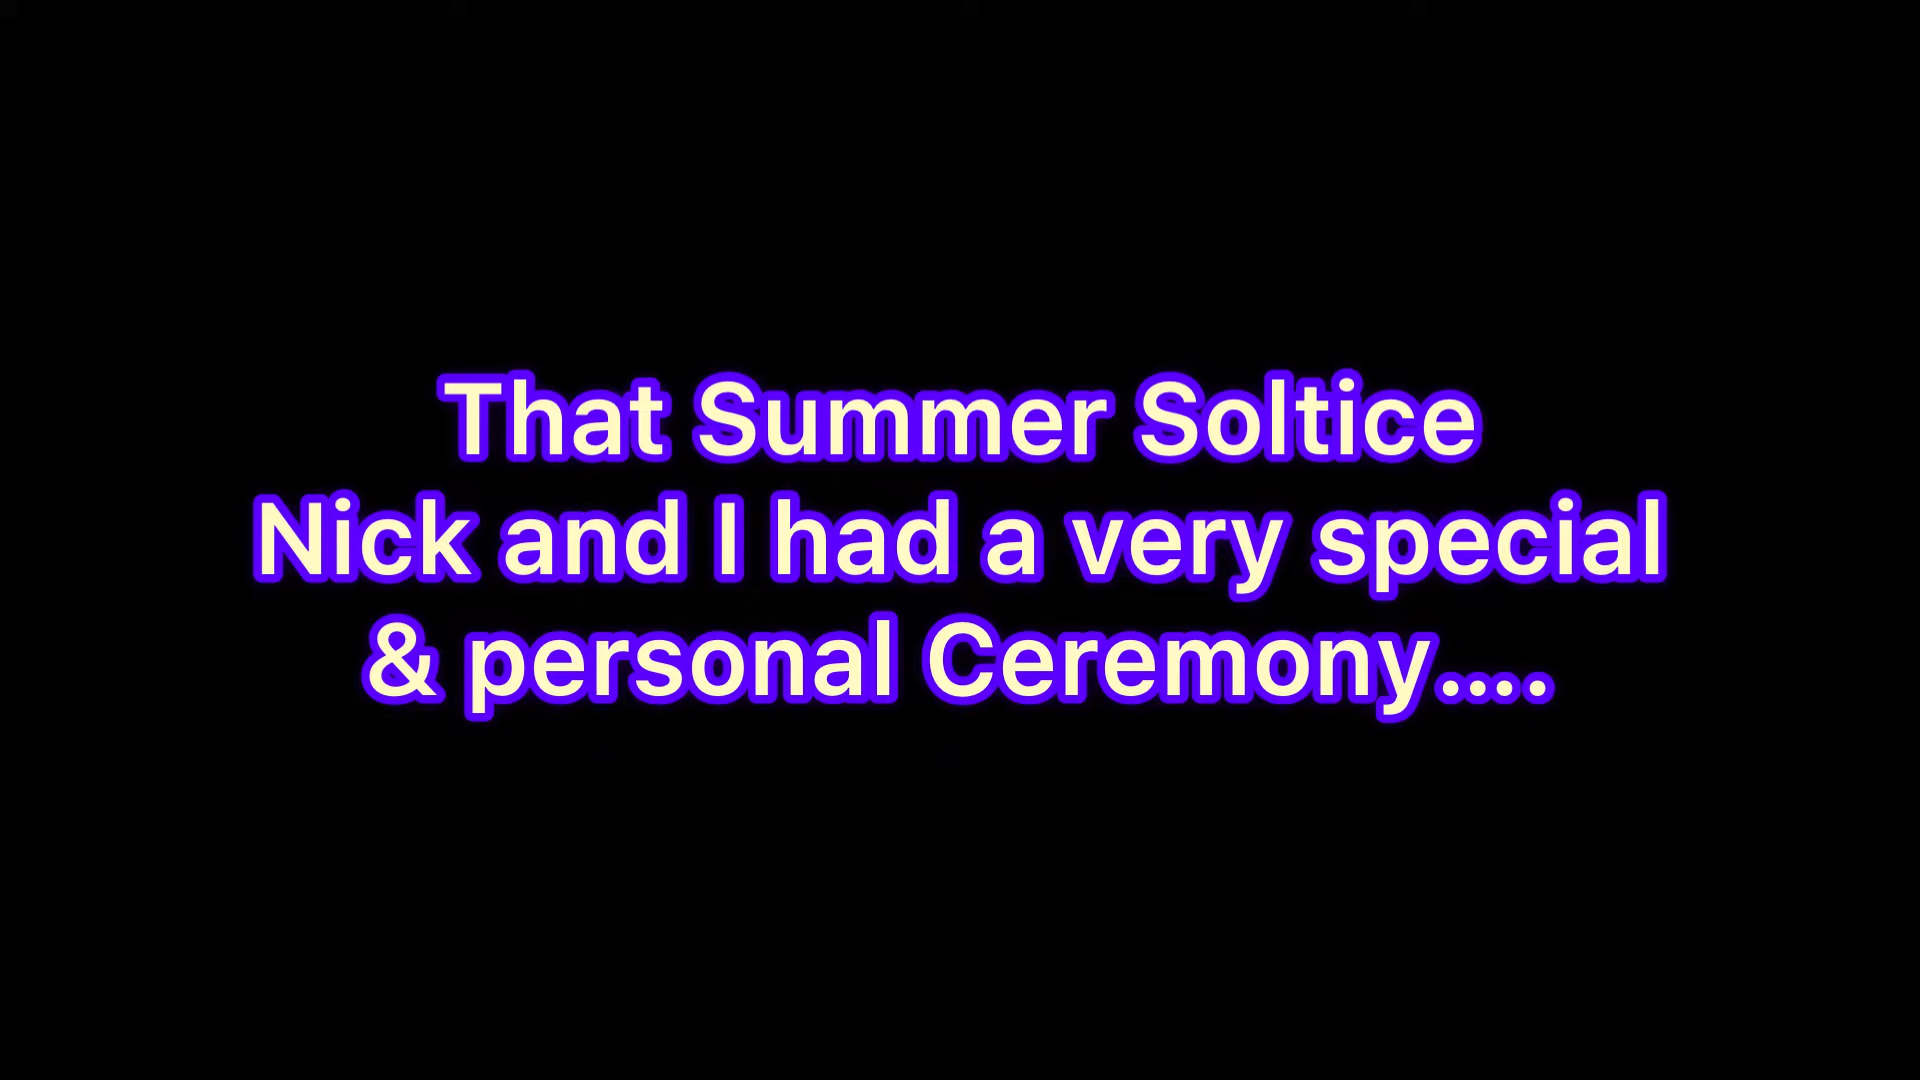 That Summer Soltice
Nick and I had a very special
& personal Ceremony....